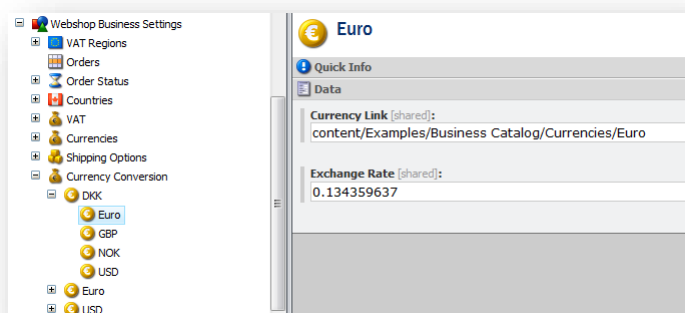 Webshop Business Settings
VAT Regions
Orders
Order Status
Countries
VAT
Currencies
Shipping Options
Currency Conversion
DKK
Euro
GBP
NOK
USD
Euro
USD
Euro
Quick Info
Data
Currency Link [shared]:
content/Examples/Business Catalog/Currencies/Euro
Exchange Rate [shared]:
0.134359637